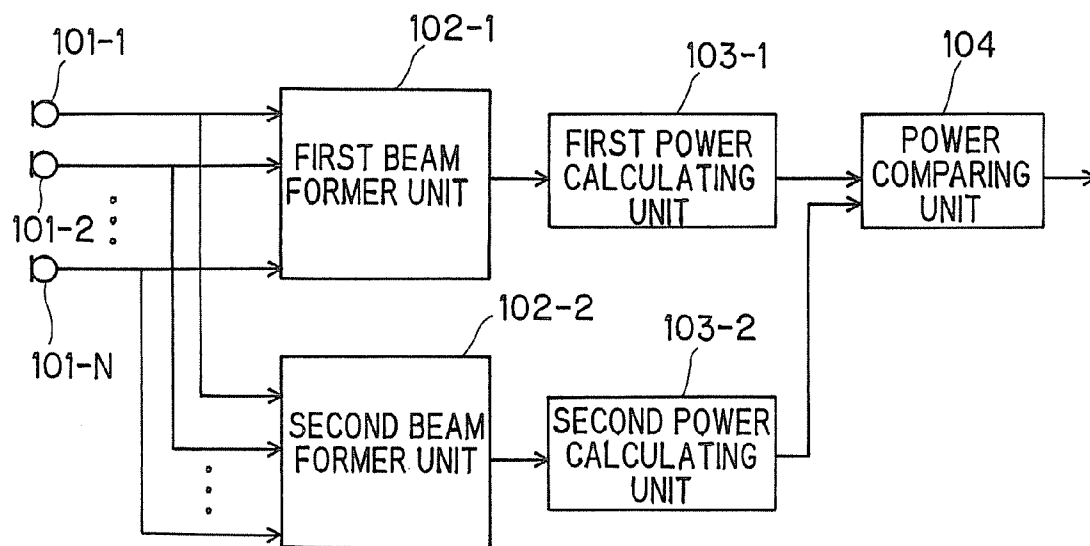 101-1
102-1
103-1
104
FIRST BEAM
FORMER UNIT
FIRST POWER
CALCULATING
UNIT
POWER
COMPARING
UNIT
101-2
101-N
102-2
103-2
SECOND BEAM
FORMER UNIT
SECOND POWER
CALCULATING
UNIT